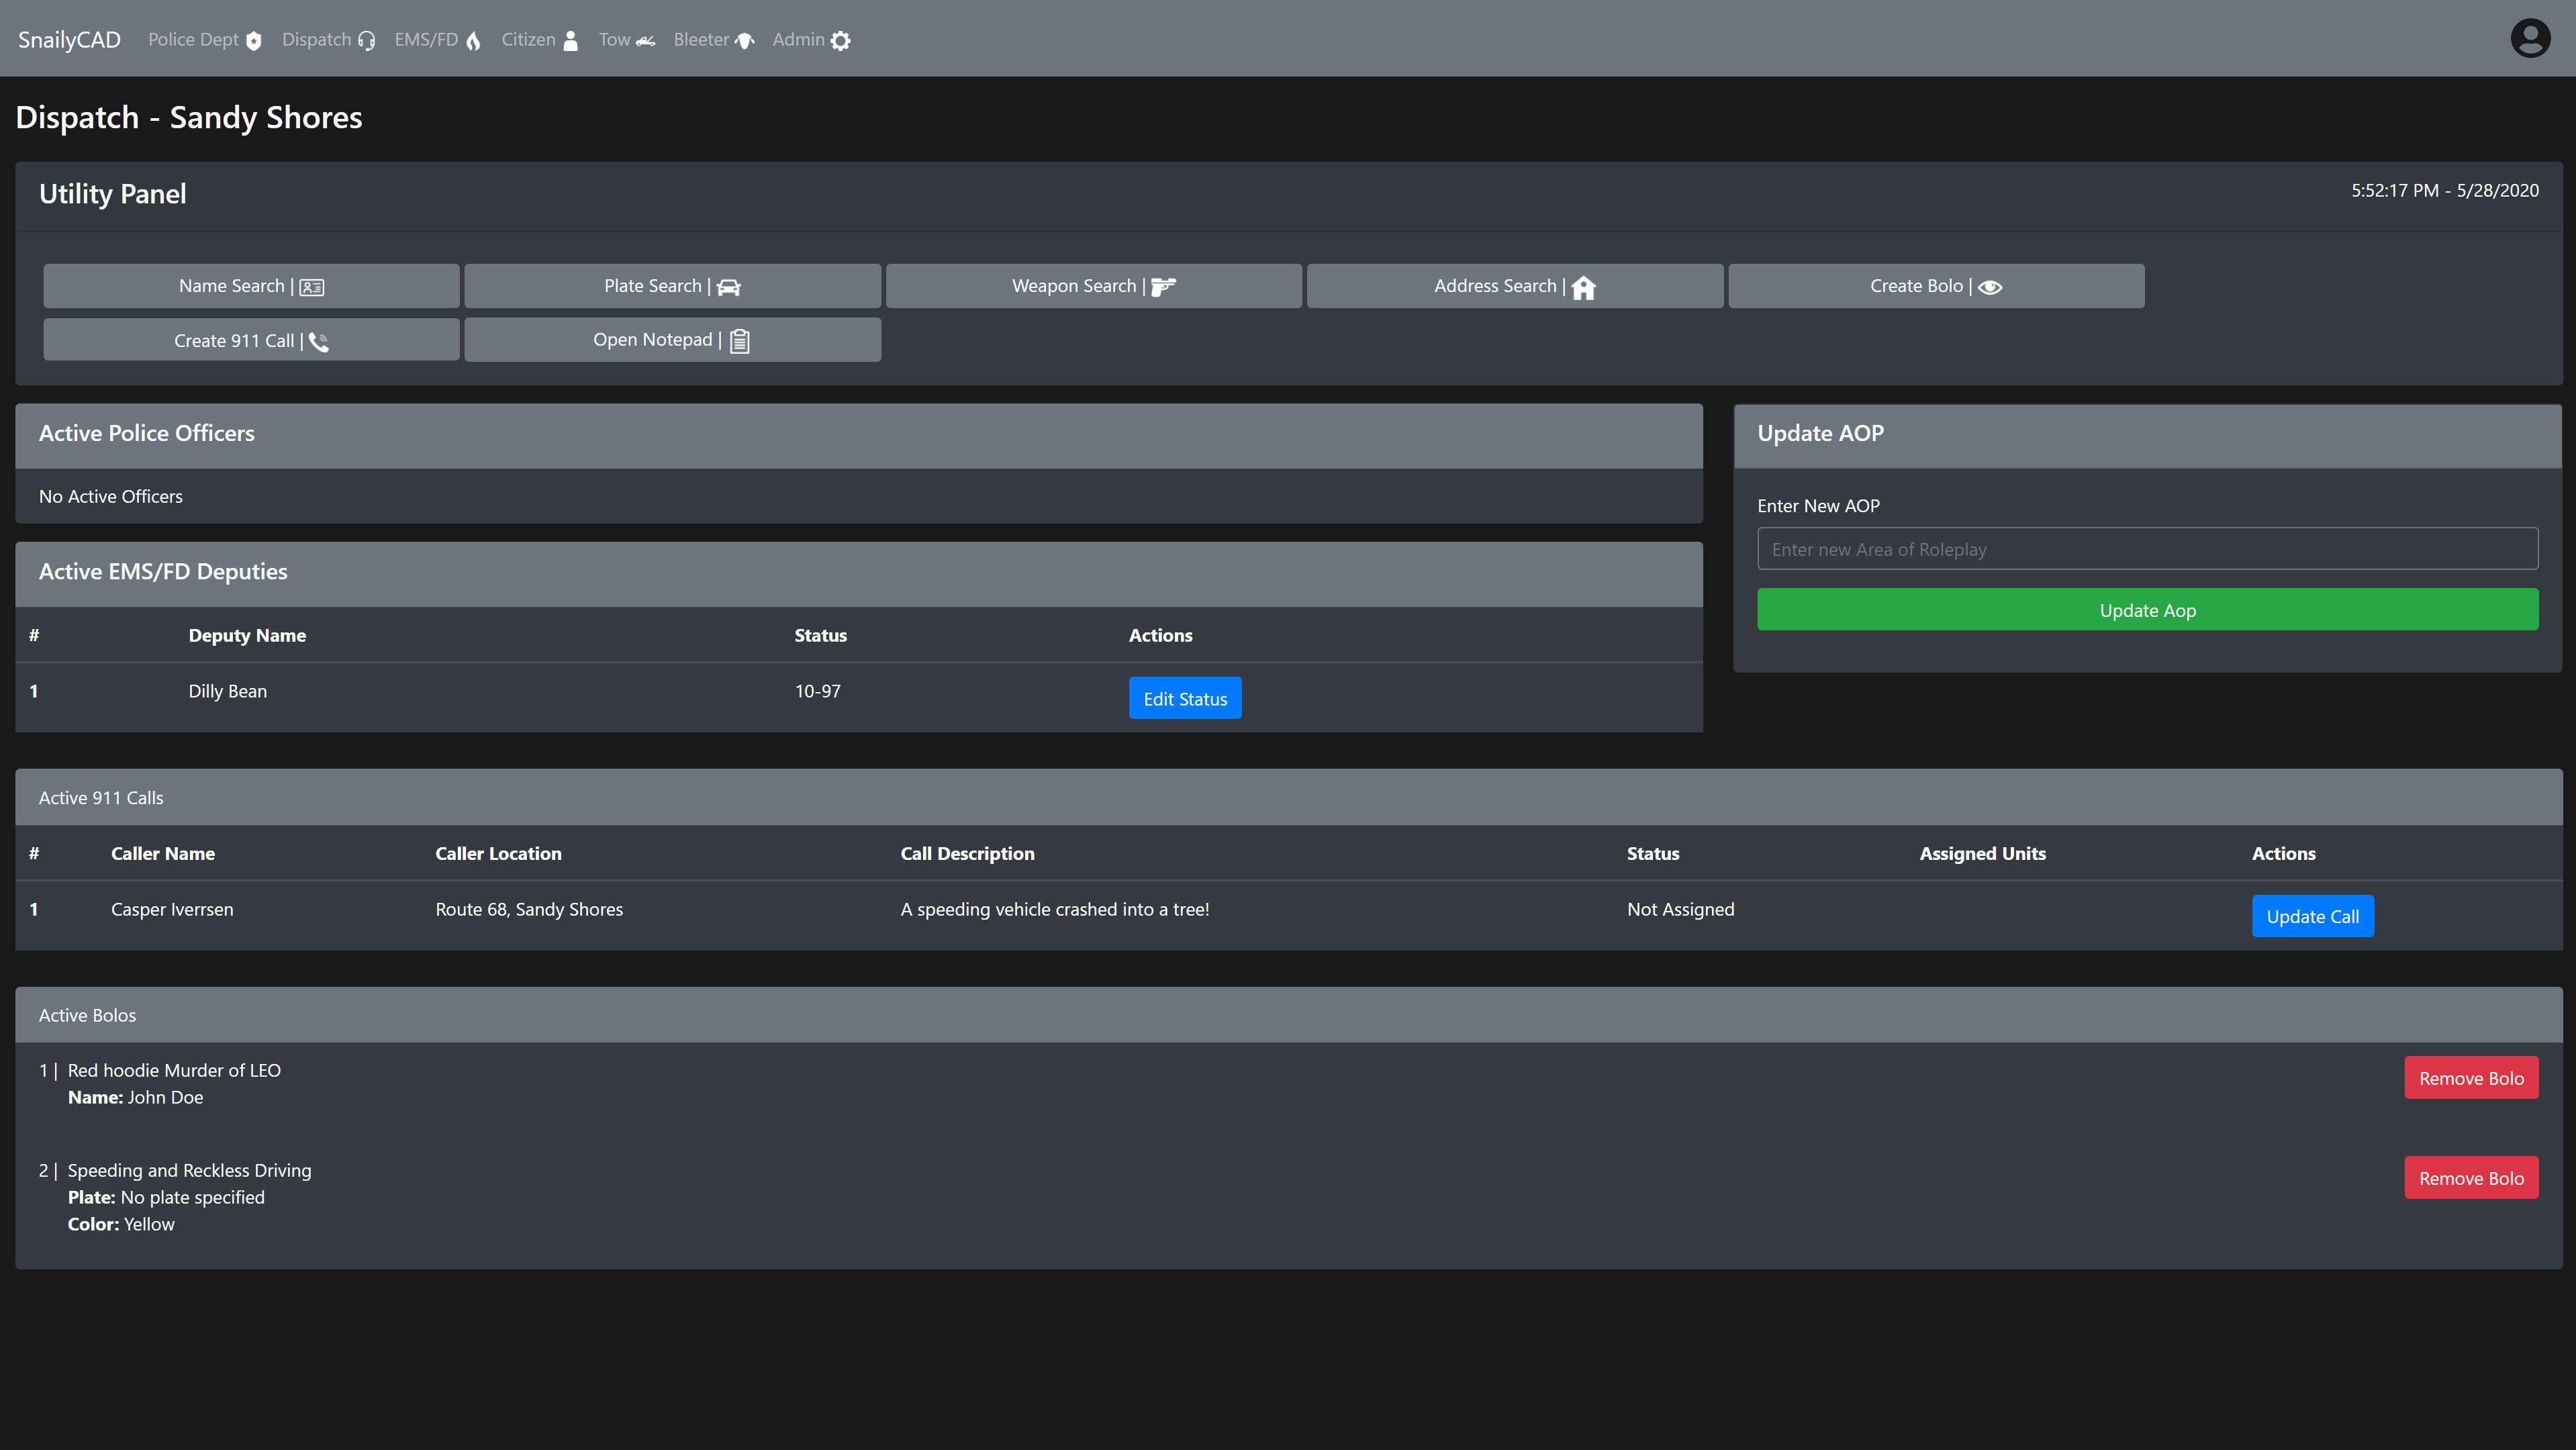 SnailyCAD Police Dept Dispatch EMS/FD Citizen Tow Bleeter Admin
Dispatch - Sandy Shores
Utility Panel 5:52:17 PM - 5/28/2020
Name Search | Plate Search | Weapon Search | Address Search | Create Bolo |
Create 911 Call | Open Notepad |
Active Police Officers
No Active Officers
Update AOP
Enter New AOP
Enter new Area of Roleplay
Update Aop
Active EMS/FD Deputies
# Deputy Name Status Actions
1 Dilly Bean 10-97 Edit Status
Active 911 Calls
# Caller Name Caller Location Call Description Status Assigned Units Actions
1 Casper Iverrsen Route 68, Sandy Shores A speeding vehicle crashed into a tree! Not Assigned Update Call
Active Bolos
1 | Red hoodie Murder of LEO Remove Bolo
Name: John Doe
2 | Speeding and Reckless Driving Remove Bolo
Plate: No plate specified
Color: Yellow